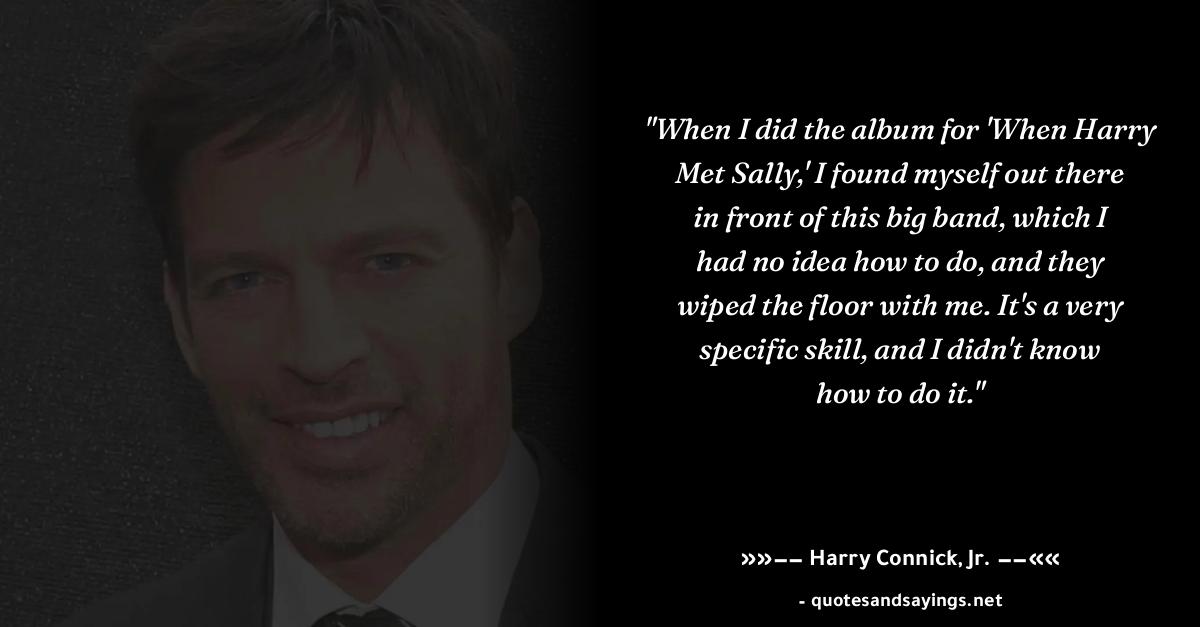 "When I did the album for 'When Harry
Met Sally,' I found myself out there
in front of this big band, which I
had no idea how to do, and they
wiped the floor with me. It's a very
specific skill, and I didn't know
how to do it."
»»−− Harry Connick, Jr. −−««
- quotesandsayings.net